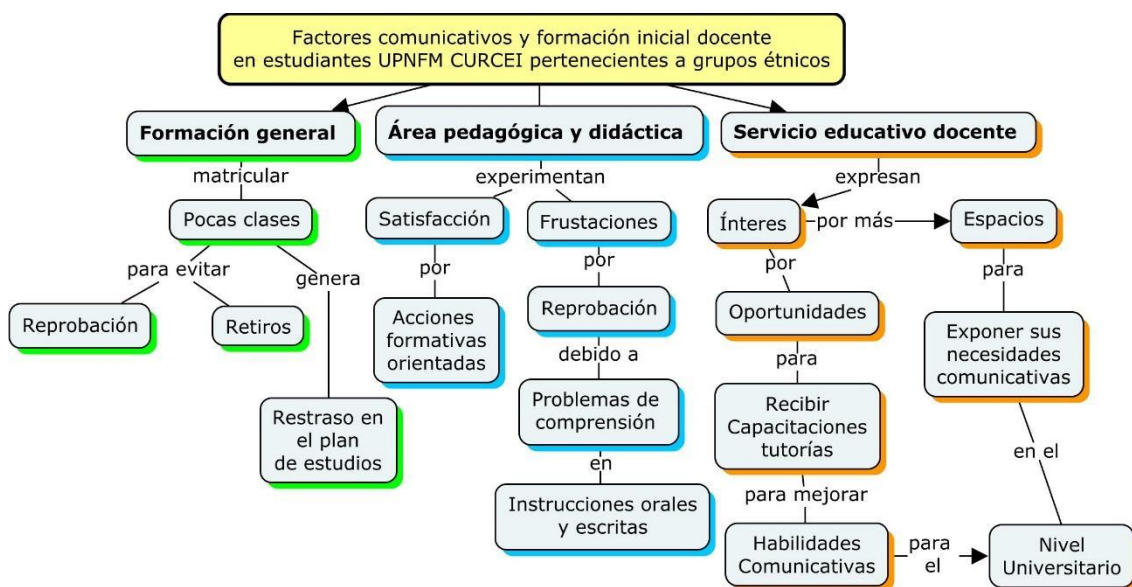 Factores comunicativos y formación inicial docente
en estudiantes UPNFM CURCEI pertenecientes a grupos étnicos
Formación general
Área pedagógica y didáctica
Servicio educativo docente
matricular
experimentan
expresan
Pocas clases
Satisfacción
Frustaciones
Ínteres
por más
Espacios
para evitar
genera
por
por
por
para
Reprobación
Retiros
Acciones
formativas
orientadas
Reprobación
Oportunidades
Exponer sus
necesidades
comunicativas
debido a
para
Restraso en
el plan
de estudios
Problemas de
comprensión
Recibir
Capacitaciones
tutorías
en el
en
para mejorar
Instrucciones orales
y escritas
Habilidades
Comunicativas
para
el
Nivel
Universitario